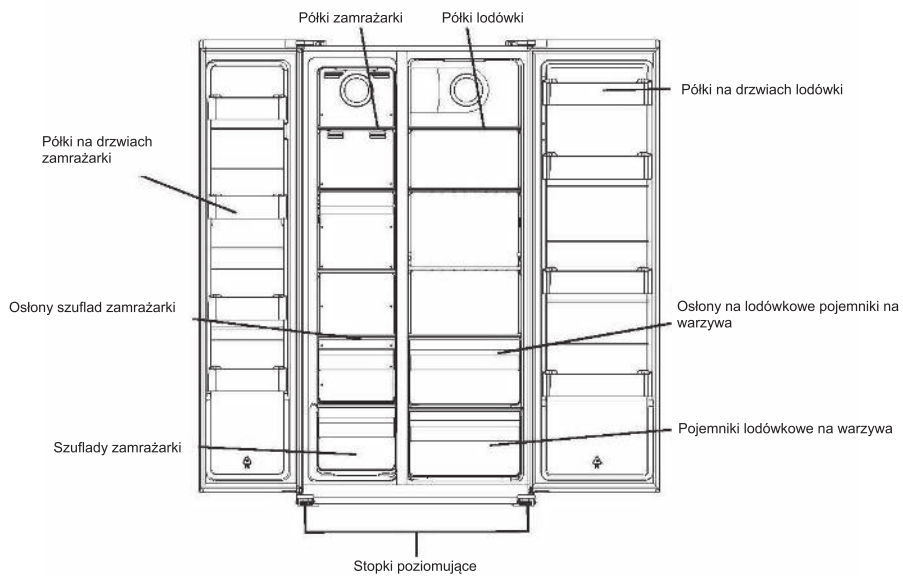 Półki zamrażarki
Półki lodówki
Półki na drzwiach lodówki
Półki na drzwiach
zamrażarki
Osłony szuflad zamrażarki
Osłony na lodówkowe pojemniki na
warzywa
Szuflady zamrażarki
Pojemniki lodówkowe na warzywa
Stopki poziomujące